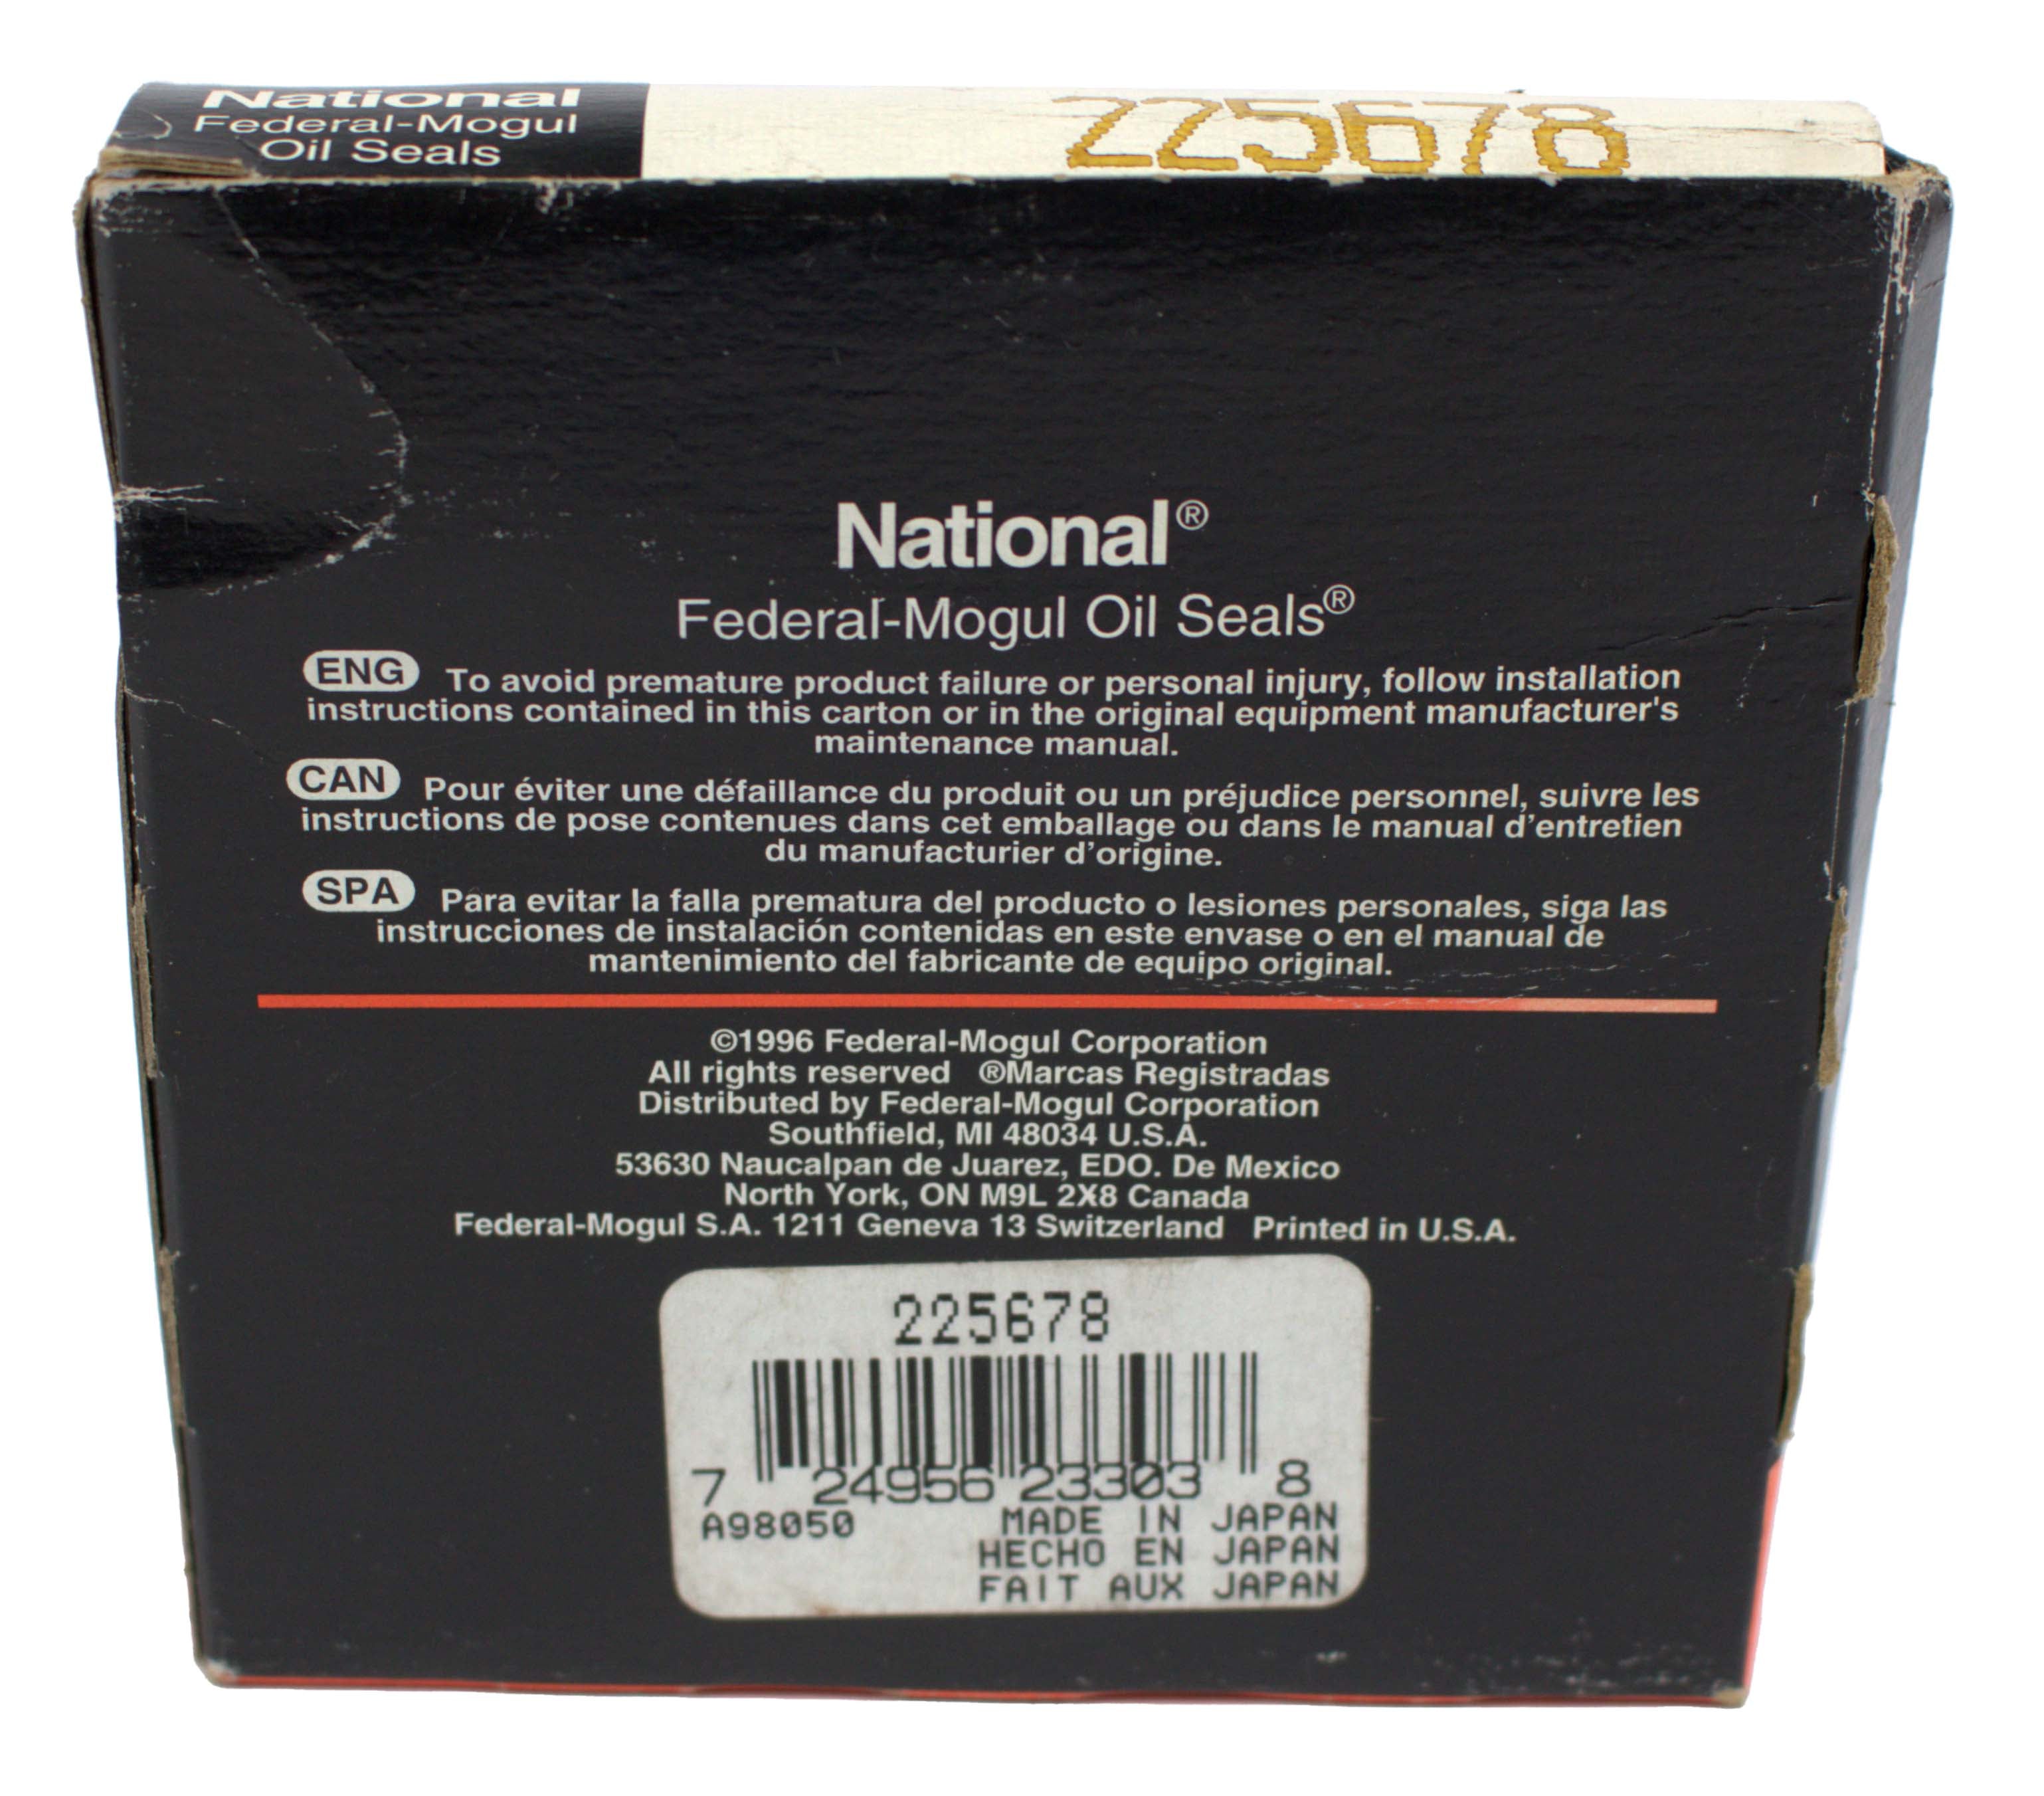 National
Federal-Mogul
Oil Seals
225678
National®
Federal-Mogul Oil Seals®
ENG To avoid premature product failure or personal injury, follow installation
instructions contained in this carton or in the original equipment manufacturer's
maintenance manual.
CAN Pour éviter une défaillance du produit ou un préjudice personnel, suivre les
instructions de pose contenues dans cet emballage ou dans le manual d'entretien
du manufacturier d'origine.
SPA Para evitar la falla prematura del producto o lesiones personales, siga las
instrucciones de instalación contenidas en este envase o en el manual de
mantenimiento del fabricante de equipo original.
©1996 Federal-Mogul Corporation
All rights reserved ®Marcas Registradas
Distributed by Federal-Mogul Corporation
Southfield, MI 48034 U.S.A.
53630 Naucalpan de Juarez, EDO. De Mexico
North York, ON M9L 2X8 Canada
Federal-Mogul S.A. 1211 Geneva 13 Switzerland Printed in U.S.A.
225678
7 24956 23303 8
A98050 MADE IN JAPAN
HECHO EN JAPAN
FAIT AUX JAPAN